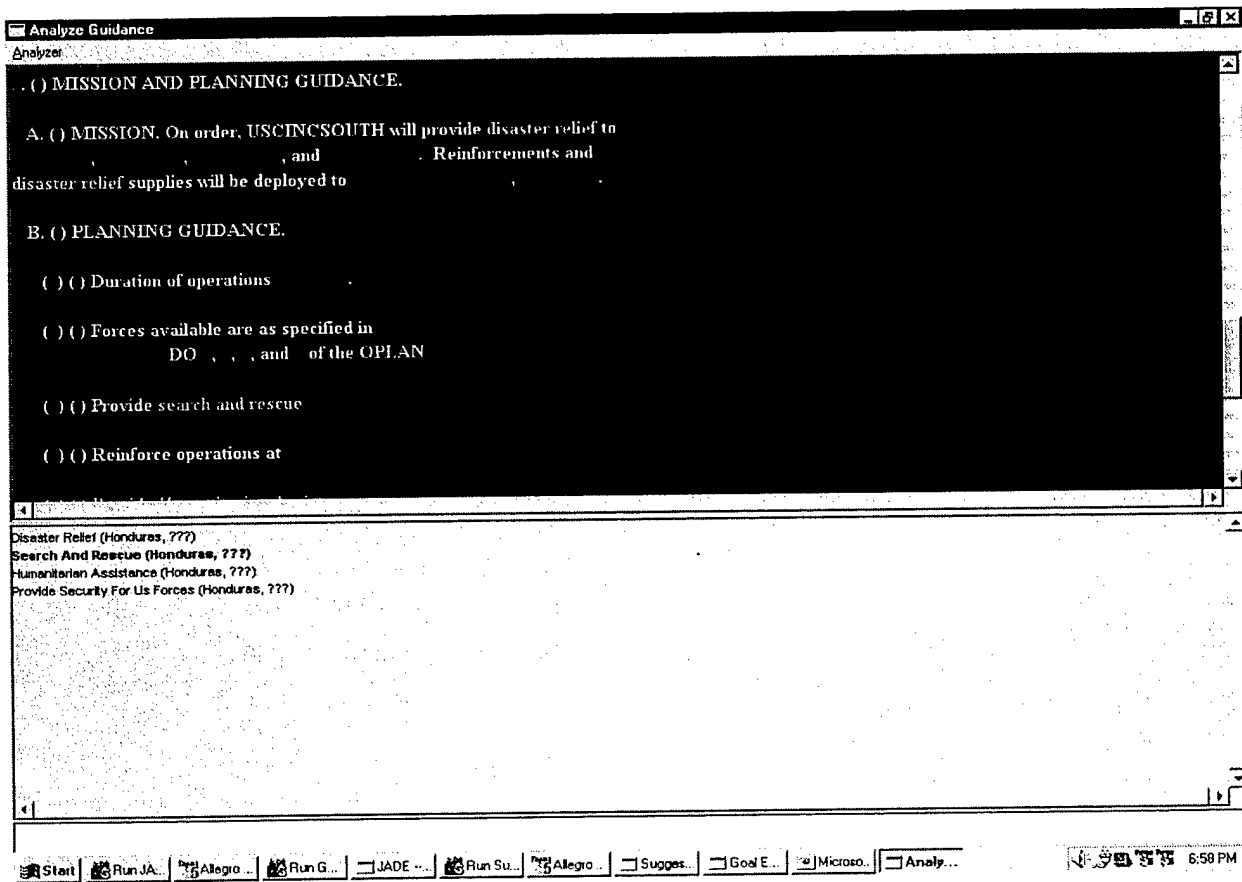 Analyze Guidance
Analyzer
. . ( ) MISSION AND PLANNING GUIDANCE.
A. ( ) MISSION. On order, USCINCSOUTH will provide disaster relief to
, , , and . Reinforcements and
disaster relief supplies will be deployed to , .
B. ( ) PLANNING GUIDANCE.
( ) ( ) Duration of operations .
( ) ( ) Forces available are as specified in
DO , , , and of the OPLAN
( ) ( ) Provide search and rescue
( ) ( ) Reinforce operations at
Disaster Relief (Honduras, ???)
Search And Rescue (Honduras, ???)
Humanitarian Assistance (Honduras, ???)
Provide Security For Us Forces (Honduras, ???)
Start Run JA... Allegro ... Run G... JADE --... Run Su... Allegro ... Sugges... Goal E... Microso... Analy... 6:58 PM